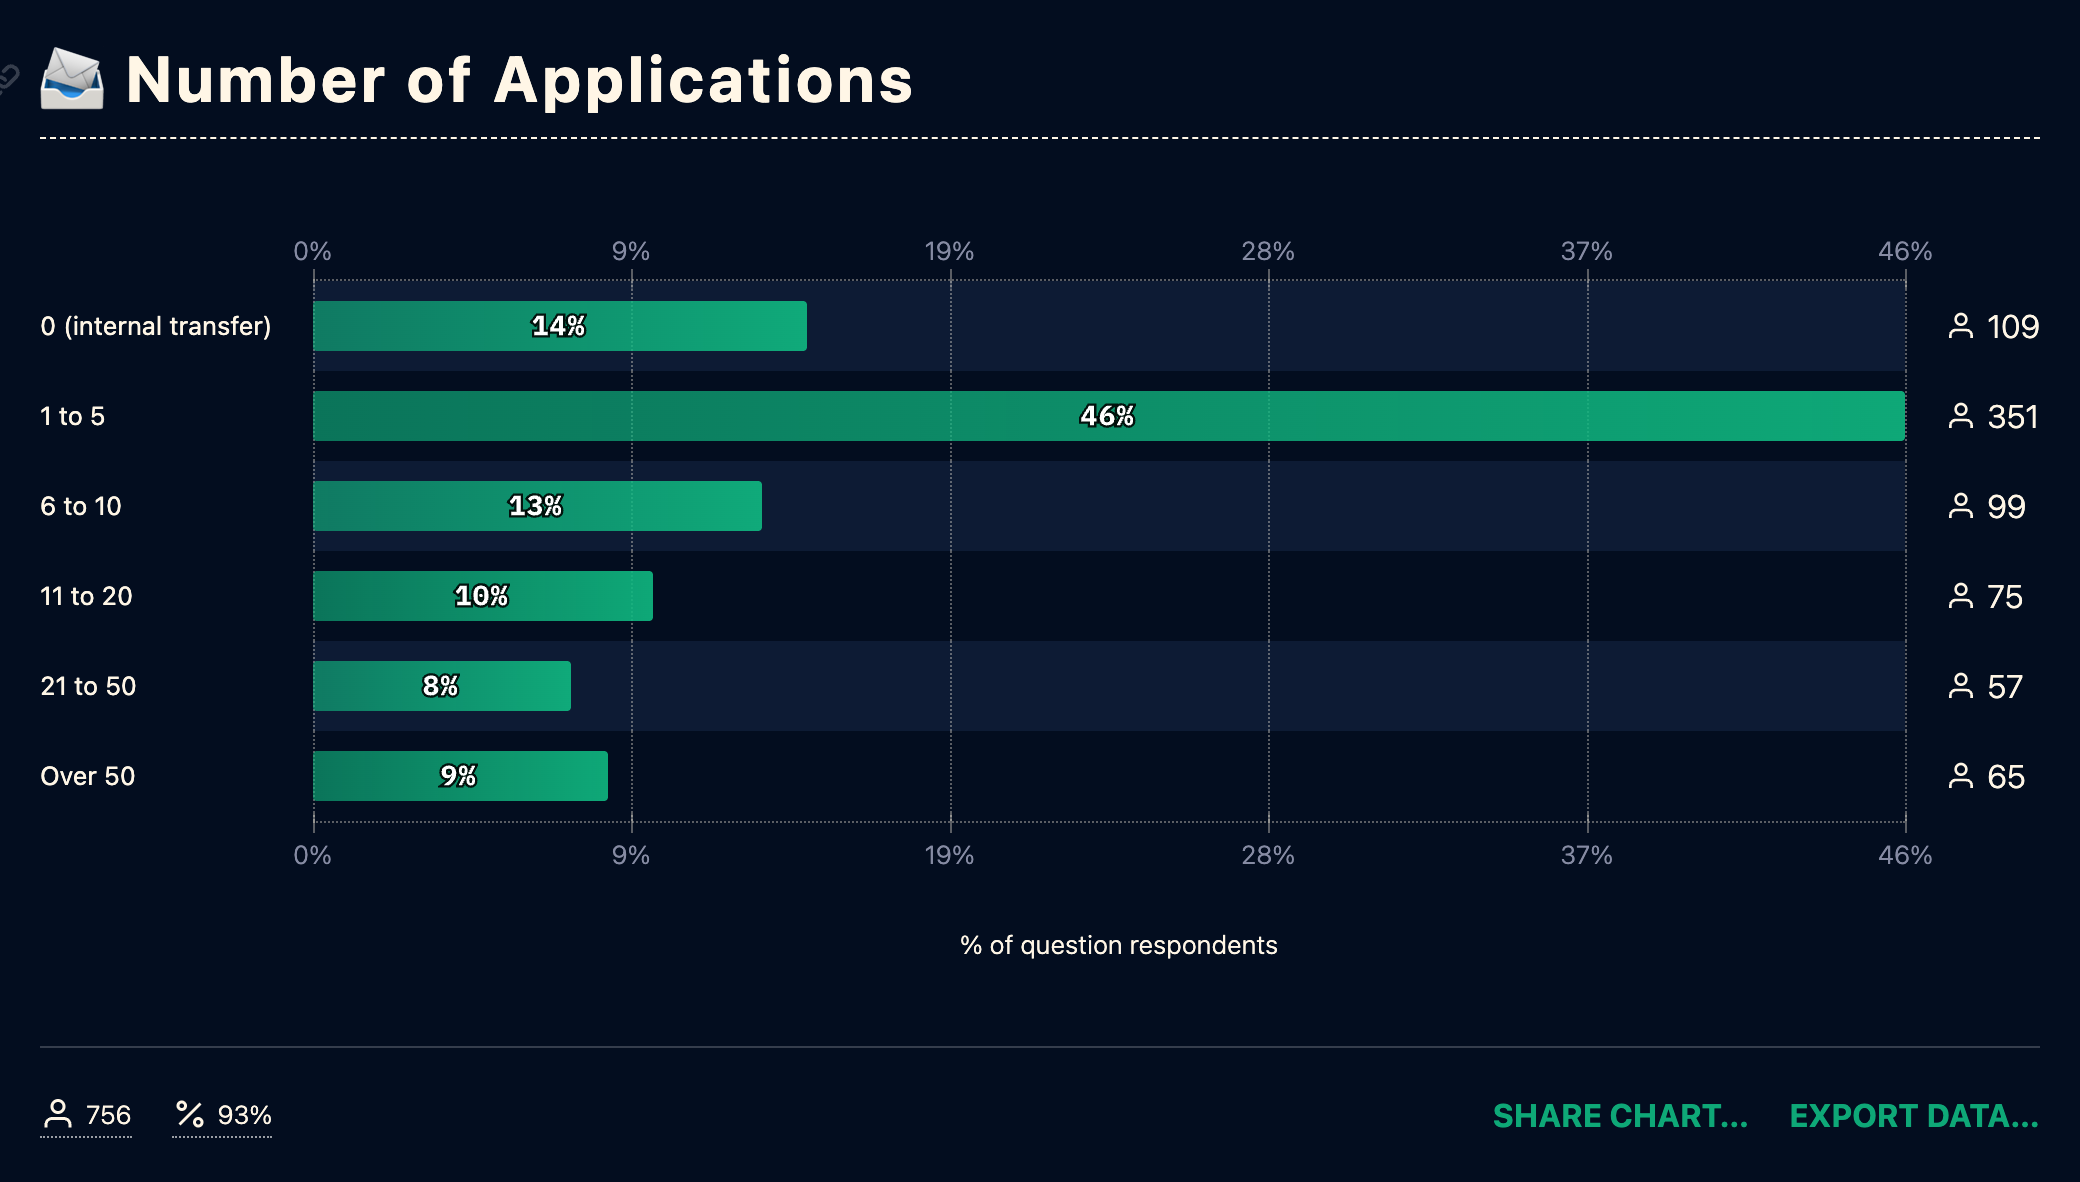 Number of Applications
0% 9% 19% 28% 37% 46%
0 (internal transfer) 14% 109
1 to 5 46% 351
6 to 10 13% 99
11 to 20 10% 75
21 to 50 8% 57
Over 50 9% 65
0% 9% 19% 28% 37% 46%
% of question respondents
756 93% SHARE CHART... EXPORT DATA...